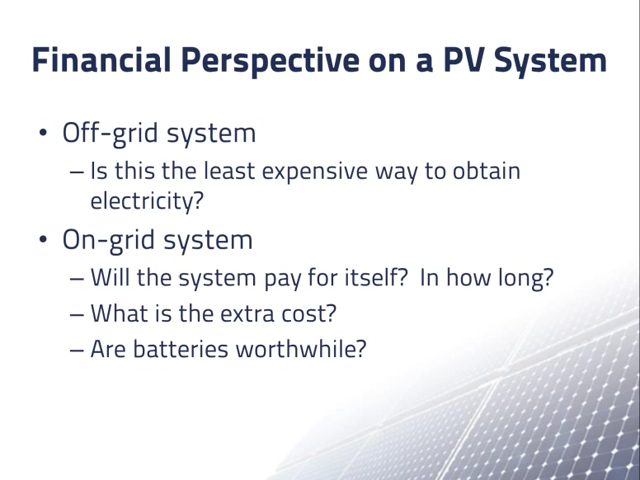 Financial Perspective on a PV System
• Off-grid system
– Is this the least expensive way to obtain
electricity?
• On-grid system
– Will the system pay for itself?  In how long?
– What is the extra cost?
– Are batteries worthwhile?